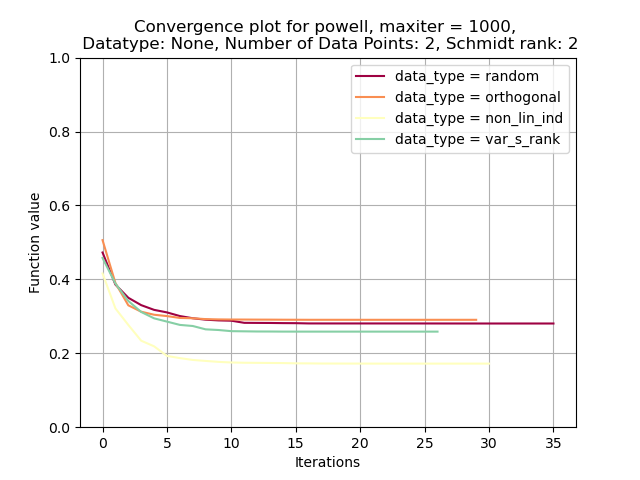 Convergence plot for powell, maxiter = 1000,
Datatype: None, Number of Data Points: 2, Schmidt rank: 2
data_type = random
data_type = orthogonal
data_type = non_lin_ind
data_type = var_s_rank
Function value
1.0
0.8
0.6
0.4
0.2
0.0
0 5 10 15 20 25 30 35
Iterations